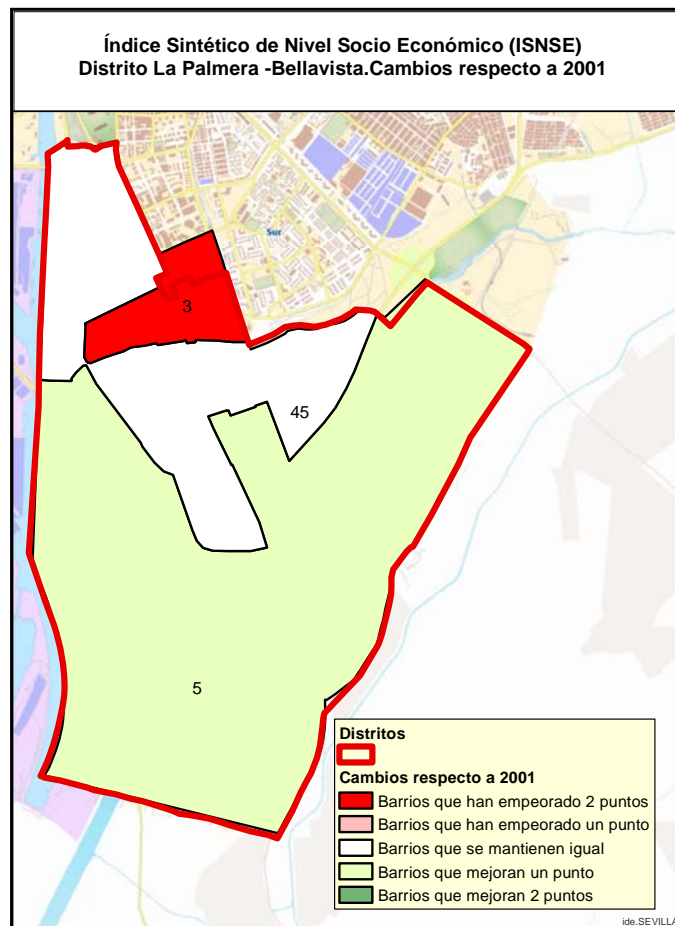 Índice Sintético de Nivel Socio Económico (ISNSE)
Distrito La Palmera -Bellavista.Cambios respecto a 2001
Sur
3
45
5
Distritos
Cambios respecto a 2001
Barrios que han empeorado 2 puntos
Barrios que han empeorado un punto
Barrios que se mantienen igual
Barrios que mejoran un punto
Barrios que mejoran 2 puntos
ide.SEVILLA